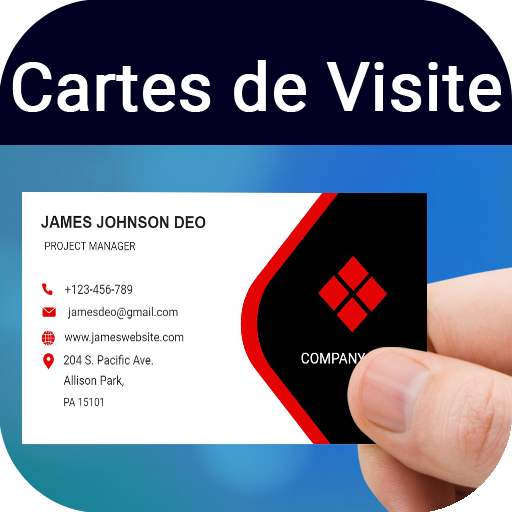 Cartes de Visite
JAMES JOHNSON DEO
PROJECT MANAGER
+123-456-789
jamesdeo@gmail.com
www.jameswebsite.com
204 S. Pacific Ave.
Allison Park,
PA 15101
COMPANY